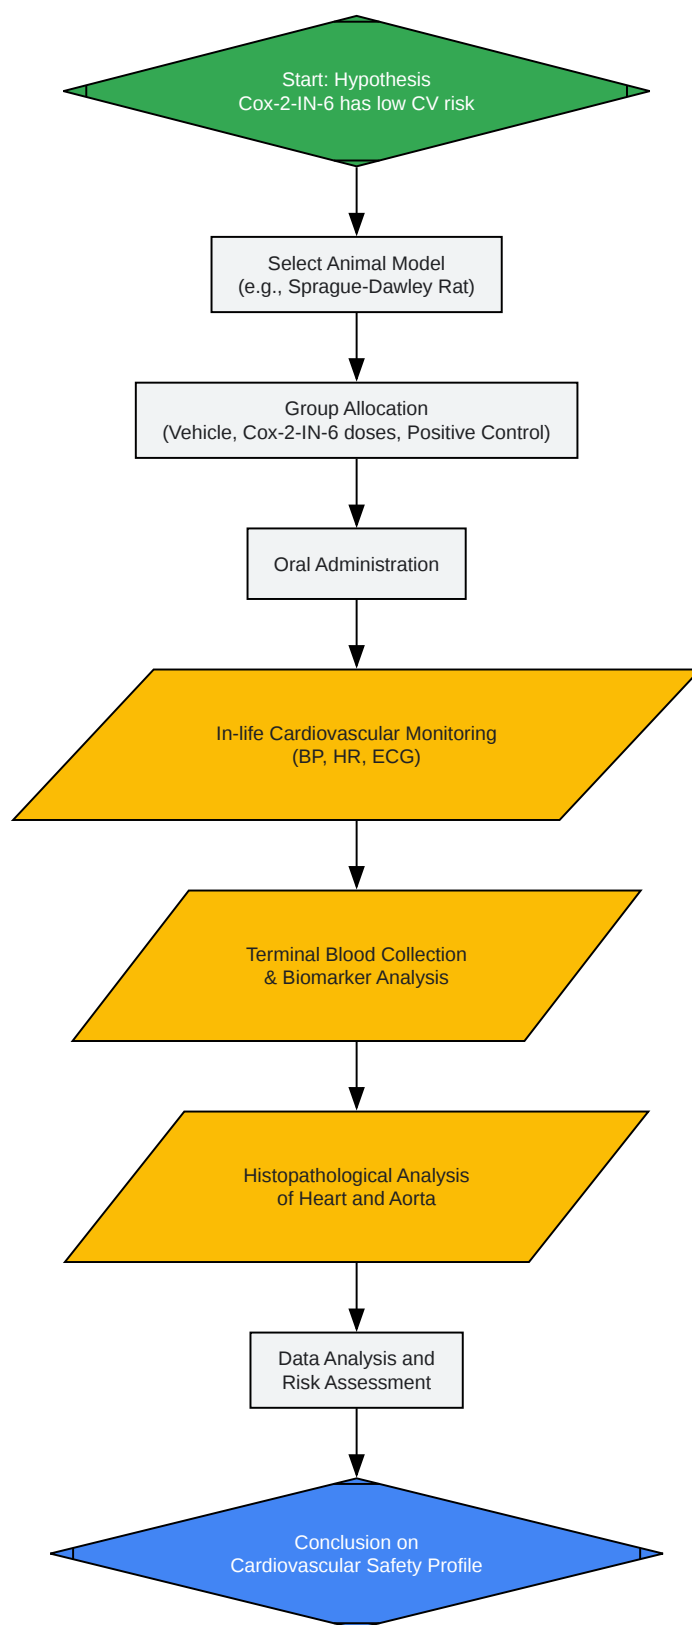 Start: Hypothesis
Cox-2-IN-6 has low CV risk
Select Animal Model
(e.g., Sprague-Dawley Rat)
Group Allocation
(Vehicle, Cox-2-IN-6 doses, Positive Control)
Oral Administration
In-life Cardiovascular Monitoring
(BP, HR, ECG)
Terminal Blood Collection
& Biomarker Analysis
Histopathological Analysis
of Heart and Aorta
Data Analysis and
Risk Assessment
Conclusion on
Cardiovascular Safety Profile